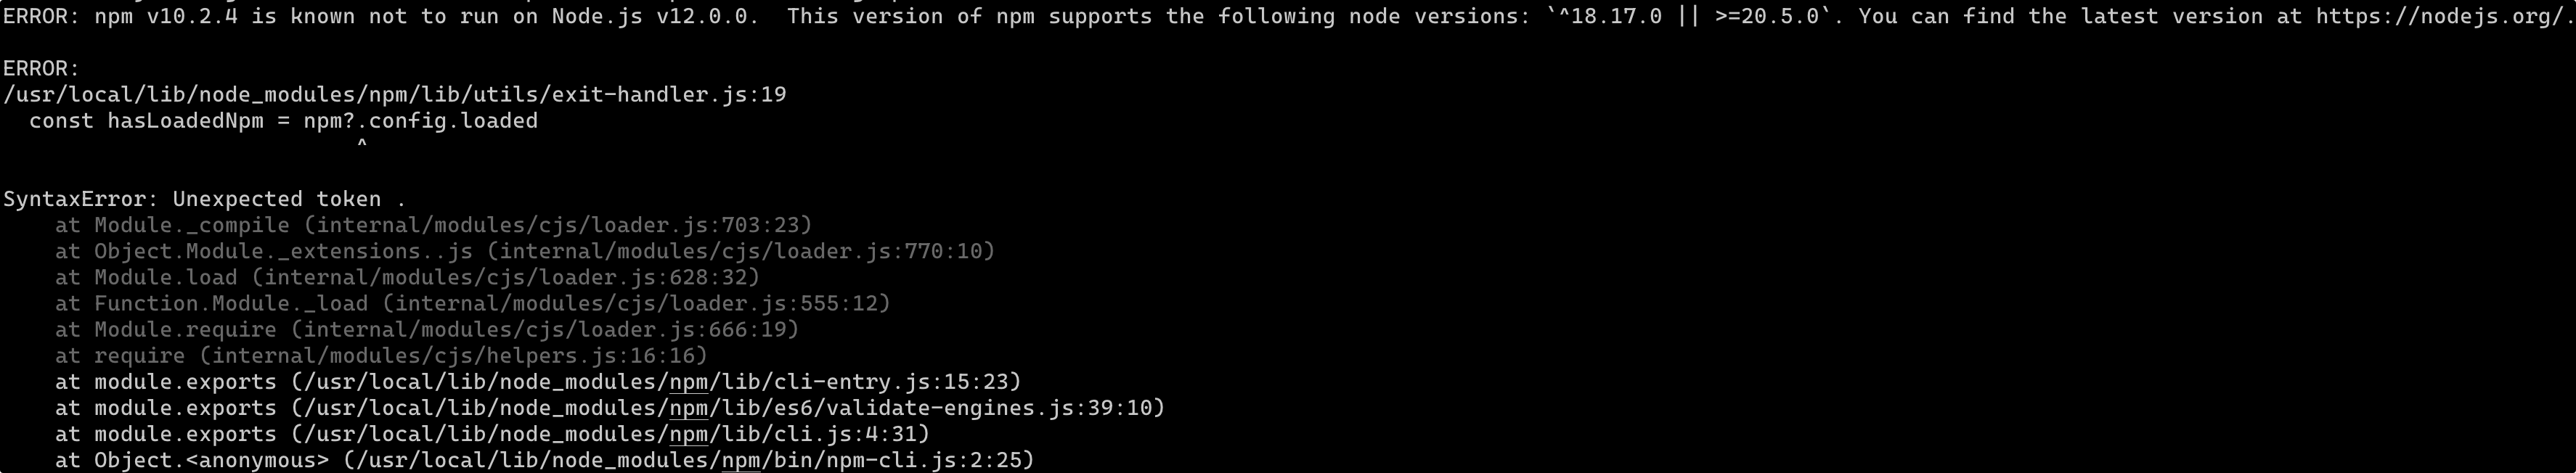 ERROR: npm v10.2.4 is known not to run on Node.js v12.0.0.  This version of npm supports the following node versions: `^18.17.0 || >=20.5.0`. You can find the latest version at https://nodejs.org/.
ERROR:
/usr/local/lib/node_modules/npm/lib/utils/exit-handler.js:19
  const hasLoadedNpm = npm?.config.loaded
                           ^
SyntaxError: Unexpected token .
    at Module._compile (internal/modules/cjs/loader.js:703:23)
    at Object.Module._extensions..js (internal/modules/cjs/loader.js:770:10)
    at Module.load (internal/modules/cjs/loader.js:628:32)
    at Function.Module._load (internal/modules/cjs/loader.js:555:12)
    at Module.require (internal/modules/cjs/loader.js:666:19)
    at require (internal/modules/cjs/helpers.js:16:16)
    at module.exports (/usr/local/lib/node_modules/npm/lib/cli-entry.js:15:23)
    at module.exports (/usr/local/lib/node_modules/npm/lib/es6/validate-engines.js:39:10)
    at module.exports (/usr/local/lib/node_modules/npm/lib/cli.js:4:31)
    at Object.<anonymous> (/usr/local/lib/node_modules/npm/bin/npm-cli.js:2:25)